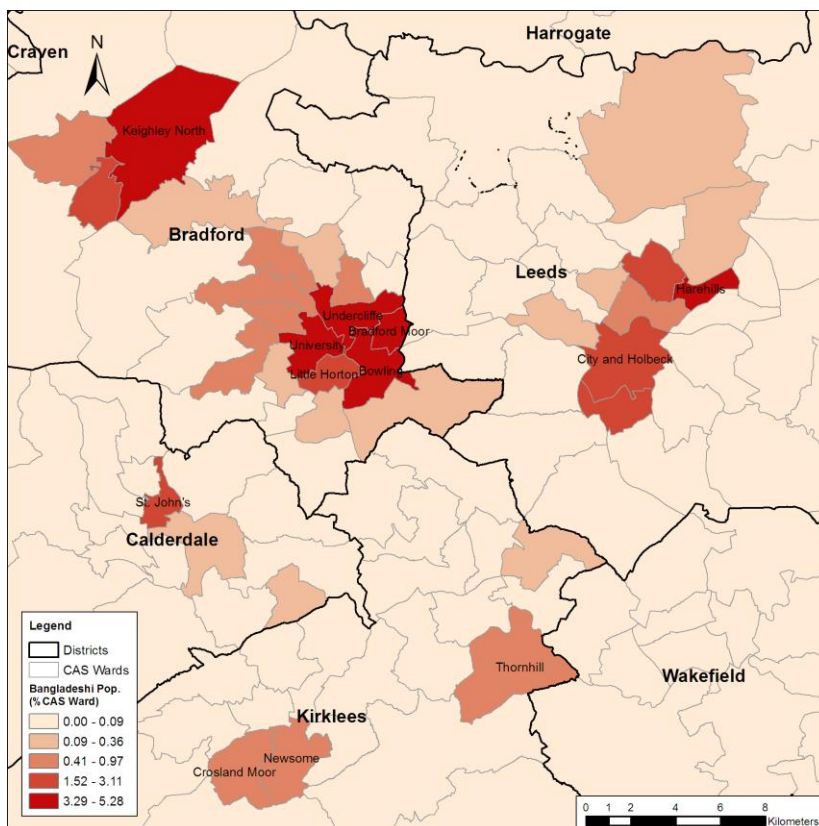 Harrogate
Craven
N
Keighley North
Bradford
Leeds
Harehills
Undercliffe
Bradford Moor
University
City and Holbeck
Little Horton
Bowling
St. John's
Calderdale
Thornhill
Wakefield
Kirklees
Newsome
Crosland Moor
Legend
Districts
CAS Wards
Bangladeshi Pop.
(%CAS Ward)
0.00 - 0.09
0.09 - 0.36
0.41 - 0.97
1.52 - 3.11
3.29 - 5.28
0 1 2 4 6 8
Kilometers